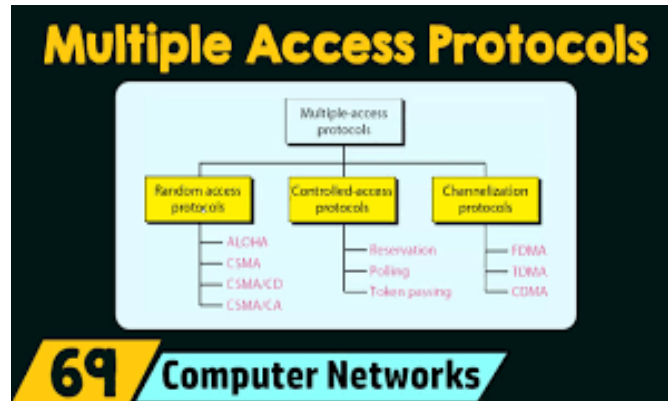 Multiple Access Protocols
Multiple-access
protocols
Random access
protocols
Controlled-access
protocols
Channelization
protocols
ALOHA
CSMA
CSMA/CD
CSMA/CA
Reservation
Polling
Token passing
FDMA
TDMA
CDMA
69
Computer Networks